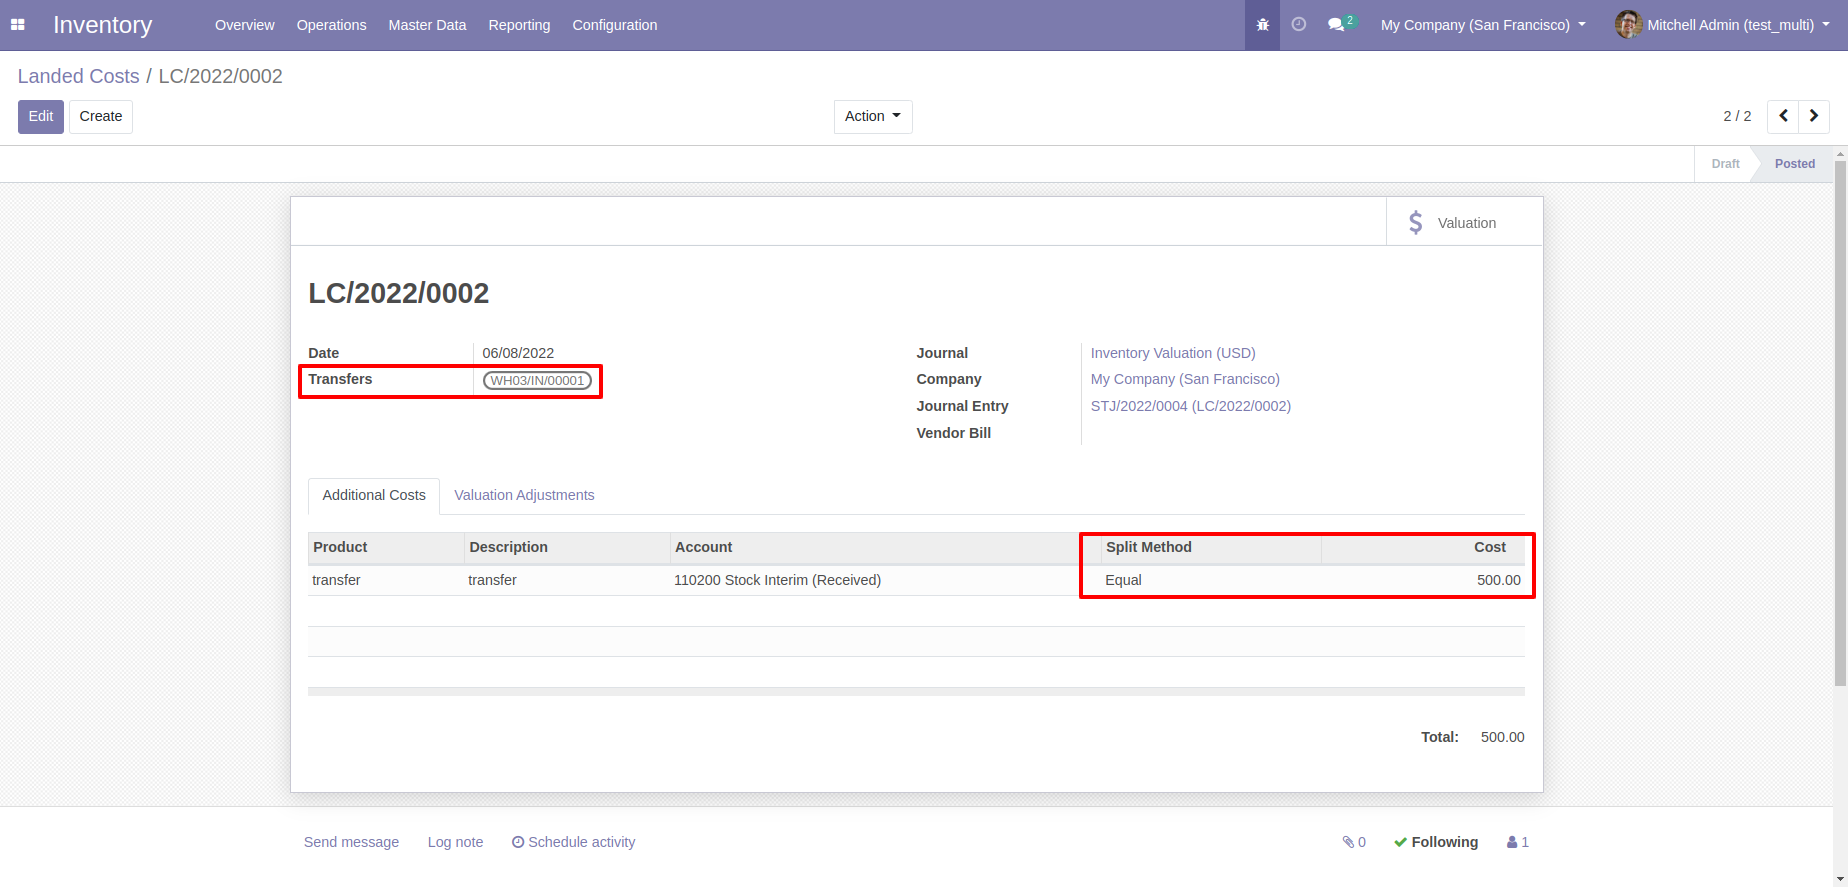 Inventory Overview Operations Master Data Reporting Configuration 2 My Company (San Francisco) Mitchell Admin (test_multi)
Landed Costs / LC/2022/0002
Edit Create Action 2 / 2
Draft Posted
$ Valuation
LC/2022/0002
Date 06/08/2022
Transfers WH03/IN/00001
Journal Inventory Valuation (USD)
Company My Company (San Francisco)
Journal Entry STJ/2022/0004 (LC/2022/0002)
Vendor Bill
Additional Costs Valuation Adjustments
Product Description Account Split Method Cost
transfer transfer 110200 Stock Interim (Received) Equal 500.00
Total: 500.00
Send message Log note Schedule activity 0 Following 1